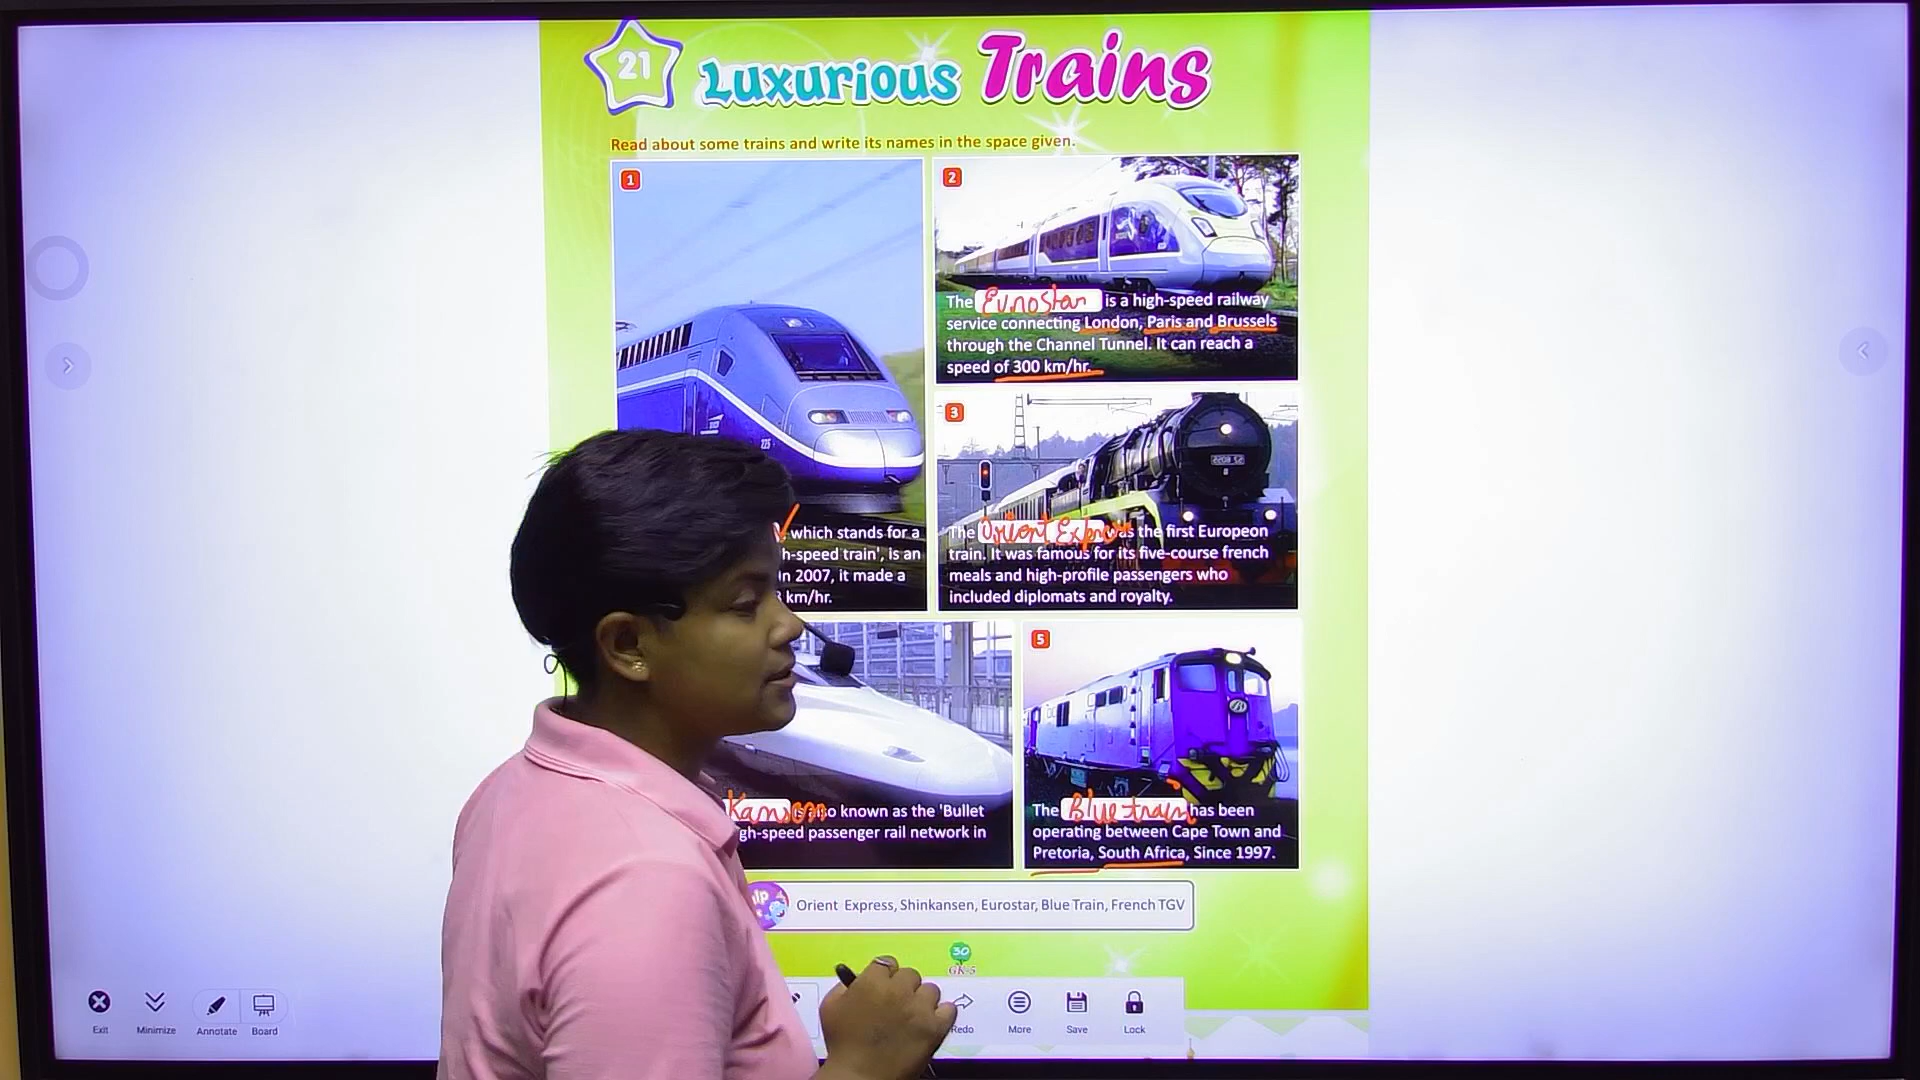 21
Luxurious Trains
Read about some trains and write its names in the space given.
1
which stands for a
h-speed train', is an
In 2007, it made a
km/hr.
2
The Eurostar is a high-speed railway
service connecting London, Paris and Brussels
through the Channel Tunnel. It can reach a
speed of 300 km/hr.
3
The Orient Express was the first Europeon
train. It was famous for its five-course french
meals and high-profile passengers who
included diplomats and royalty.
also known as the 'Bullet
gh-speed passenger rail network in
5
The Blue train has been
operating between Cape Town and
Pretoria, South Africa, Since 1997.
Orient Express, Shinkansen, Eurostar, Blue Train, French TGV
30
GK-5
Exit
Minimize
Annotate
Board
Redo
More
Save
Lock